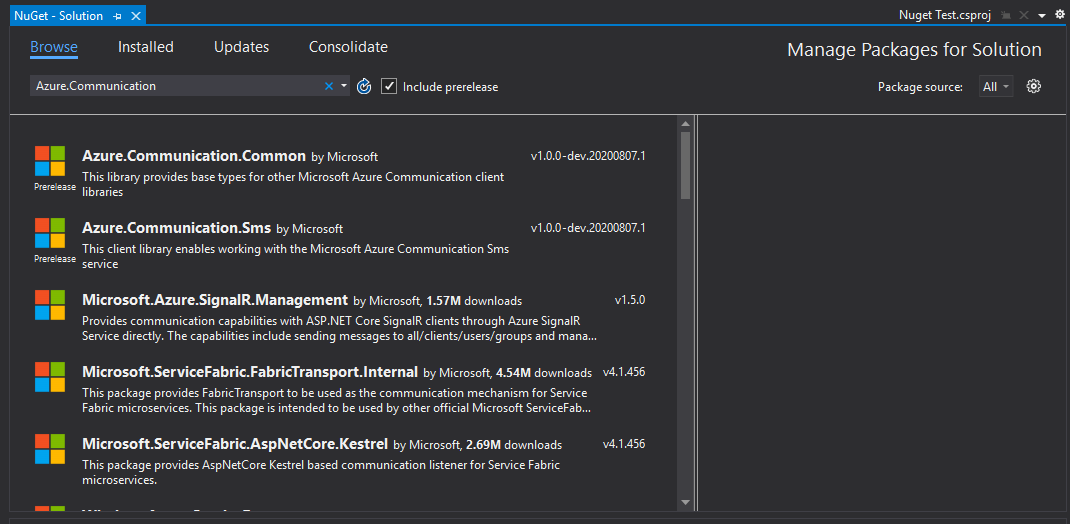 NuGet - Solution
Nuget Test.csproj
Browse Installed Updates Consolidate
Manage Packages for Solution
Azure.Communication
Include prerelease
Package source: All
Azure.Communication.Common by Microsoft v1.0.0-dev.20200807.1
This library provides base types for other Microsoft Azure Communication client
libraries
Prerelease
Azure.Communication.Sms by Microsoft v1.0.0-dev.20200807.1
This client library enables working with the Microsoft Azure Communication Sms
service
Prerelease
Microsoft.Azure.SignalR.Management by Microsoft, 1.57M downloads v1.5.0
Provides communication capabilities with ASP.NET Core SignalR clients through Azure SignalR
Service directly. The capabilities include sending messages to all/clients/users/groups and mana...
Microsoft.ServiceFabric.FabricTransport.Internal by Microsoft, 4.54M downloads v4.1.456
This package provides FabricTransport to be used as the communication mechanism for Service
Fabric microservices. This package is intended to be used by other official Microsoft ServiceFab...
Microsoft.ServiceFabric.AspNetCore.Kestrel by Microsoft, 2.69M downloads v4.1.456
This package provides AspNetCore Kestrel based communication listener for Service Fabric
microservices.